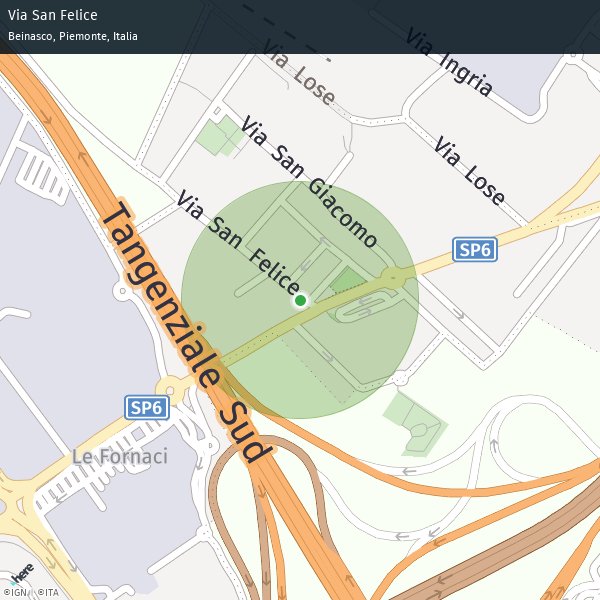 Via San Felice
Beinasco, Piemonte, Italia
Via Ingria
Via Lose
Via San Giacomo
Via Lose
Via San Felice
Tangenziale Sud
SP6
SP6
Le Fornaci
here
©IGN, ©ITA